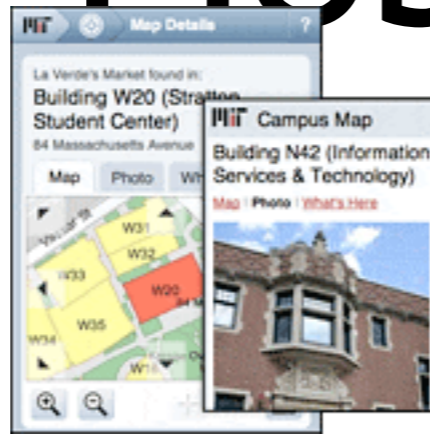 MIT Map Details ?
La Verde's Market found in:
Building W20 (Stratton
Student Center)
84 Massachusetts Avenue
Map Photo
W31
W32
W33
W20
W35
W34
MIT Campus Map
Building N42 (Information
Services & Technology)
Map Photo What's Here